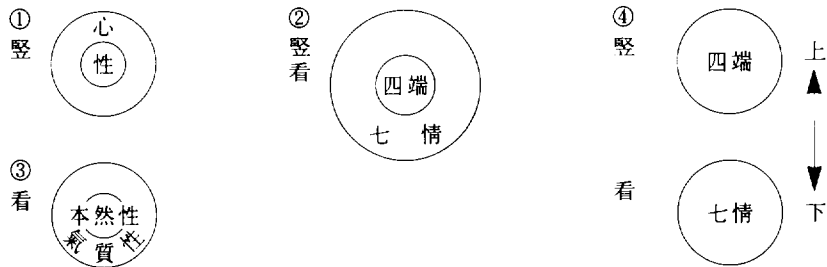 ①
竪
心
性
③
看
本然性
氣質性
②
竪
看
四端
七 情
④
竪
看
四端
七情
上
下